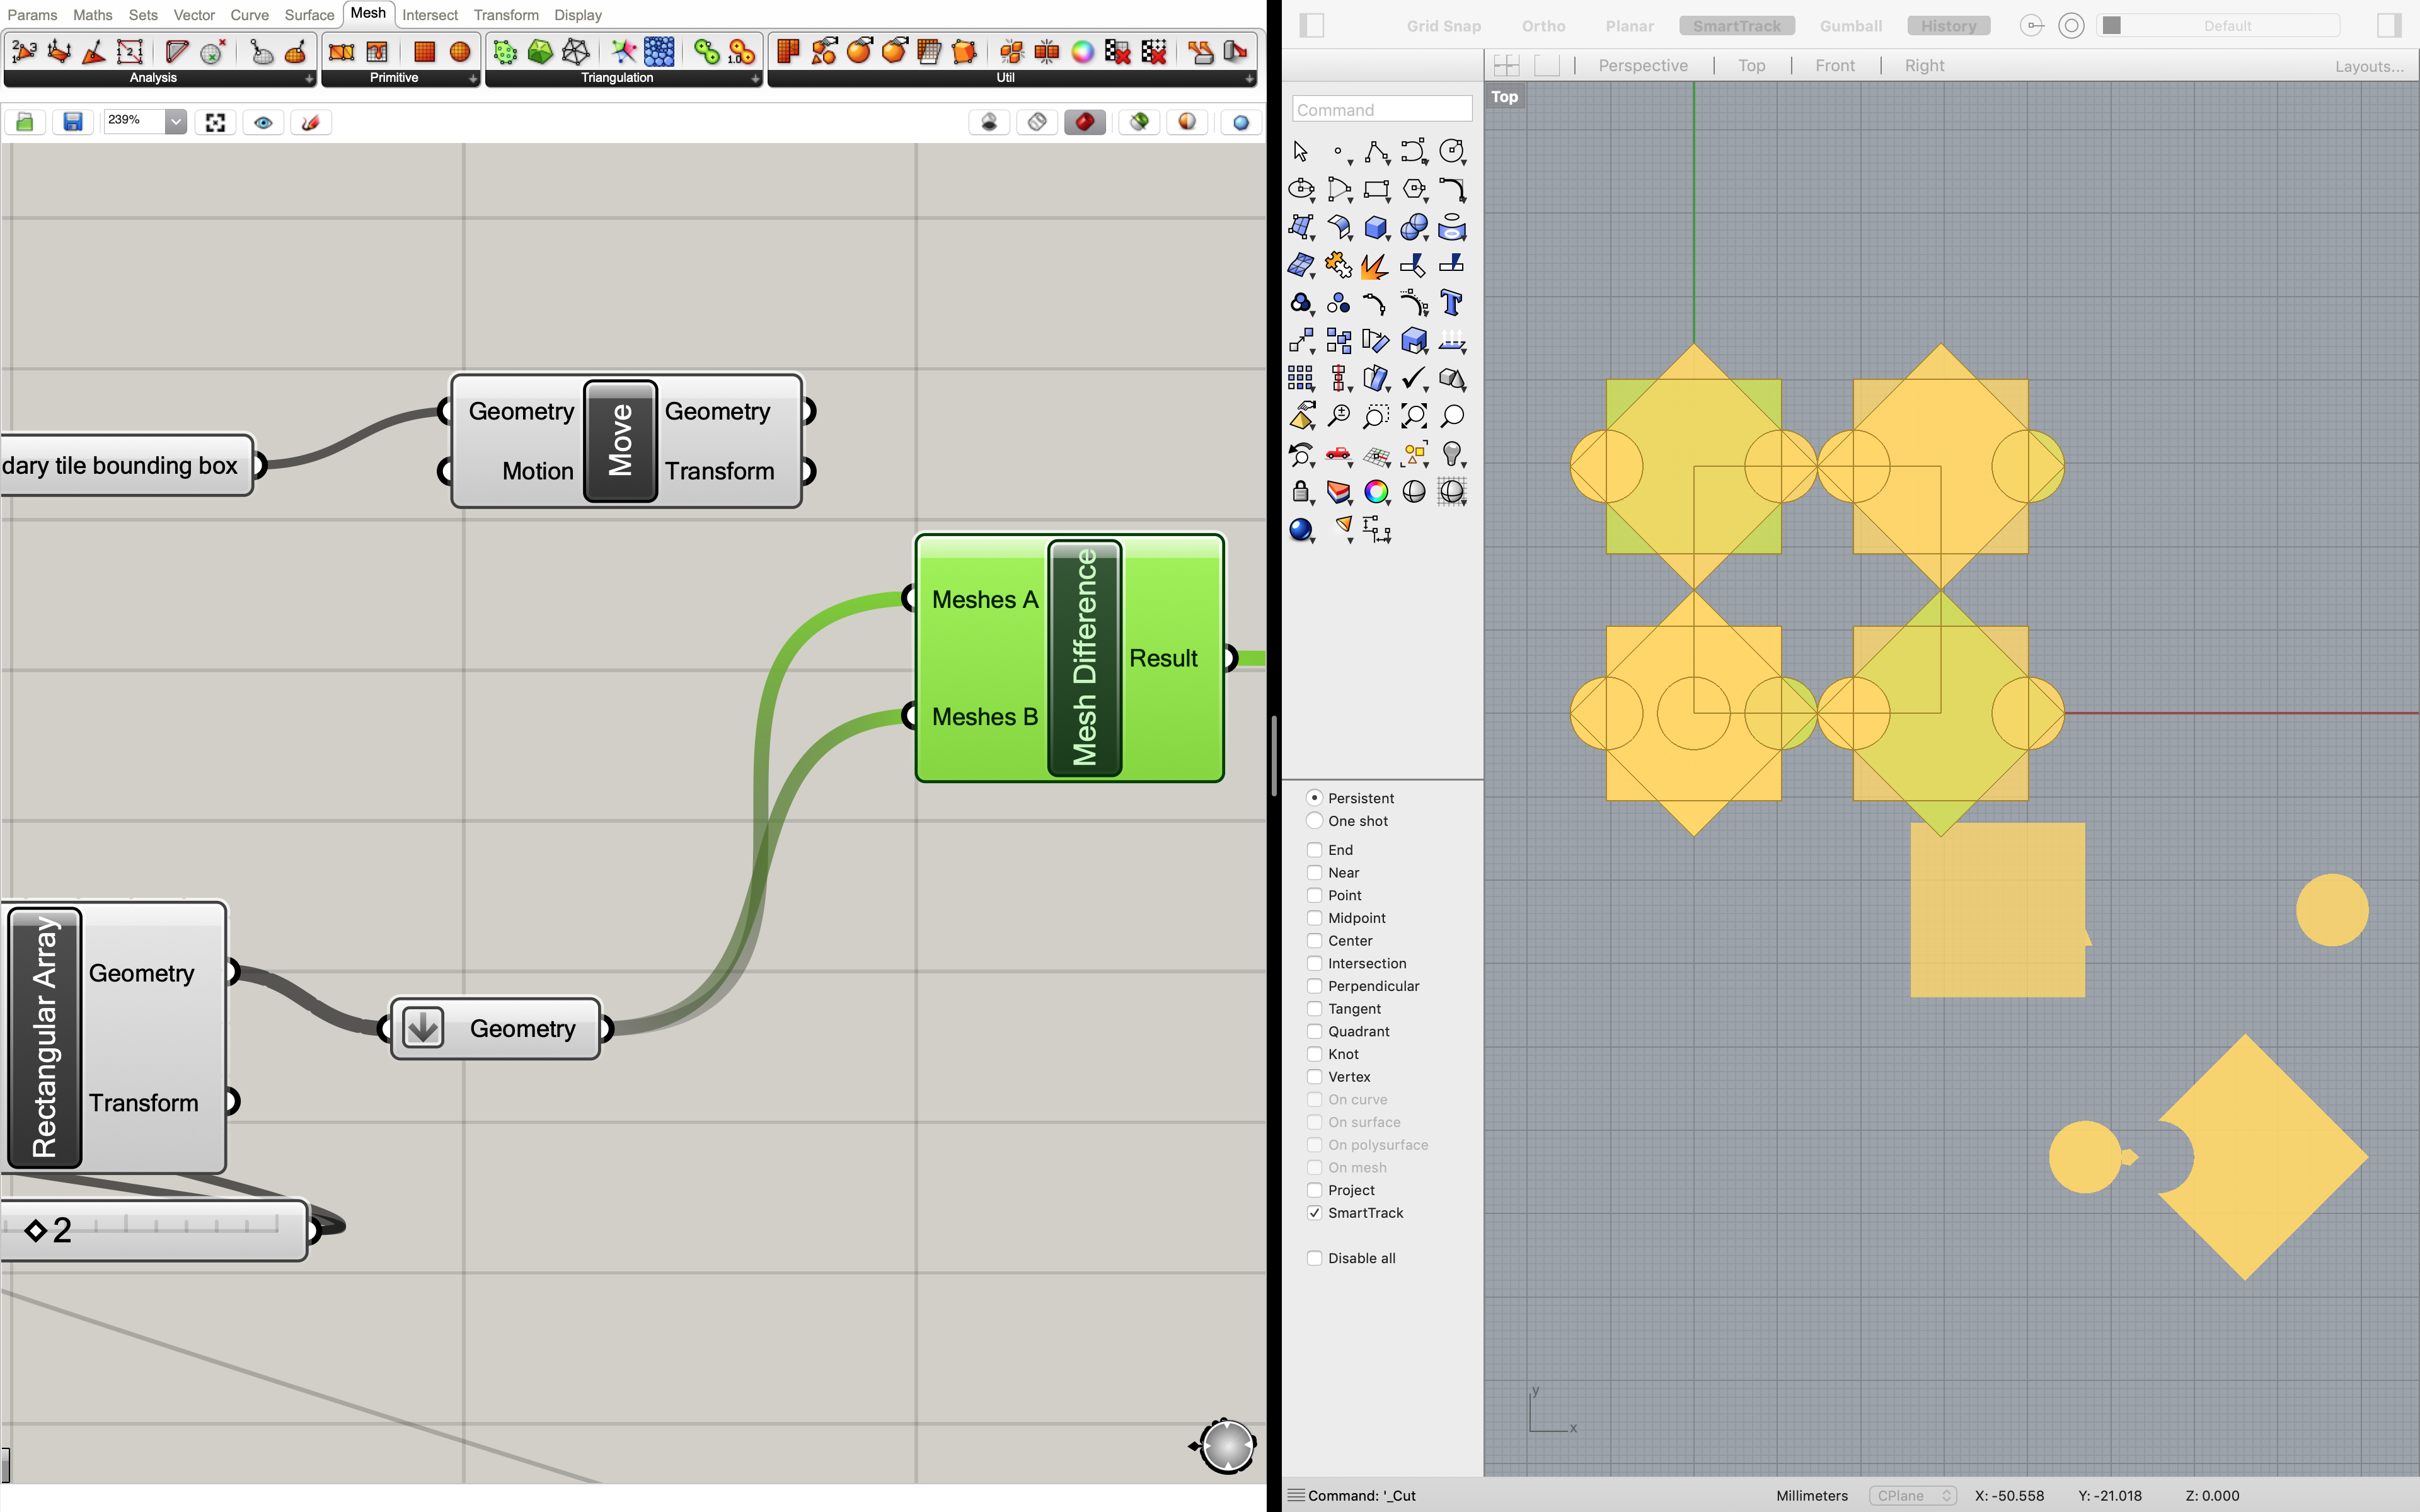 Params Maths Sets Vector Curve Surface Mesh Intersect Transform Display
Analysis Primitive Triangulation Util
239%
dary tile bounding box
Geometry Move Geometry
Motion Transform
Meshes A Mesh Difference
Result
Meshes B
Rectangular Array
Geometry
Geometry
Transform
2
Grid Snap Ortho Planar SmartTrack Gumball History Default
Perspective Top Front Right Layouts...
Top
Command
Persistent
One shot
End
Near
Point
Midpoint
Center
Intersection
Perpendicular
Tangent
Quadrant
Knot
Vertex
On curve
On surface
On polysurface
On mesh
Project
SmartTrack
Disable all
y
x
Command: '_Cut Millimeters CPlane X: -50.558 Y: -21.018 Z: 0.000